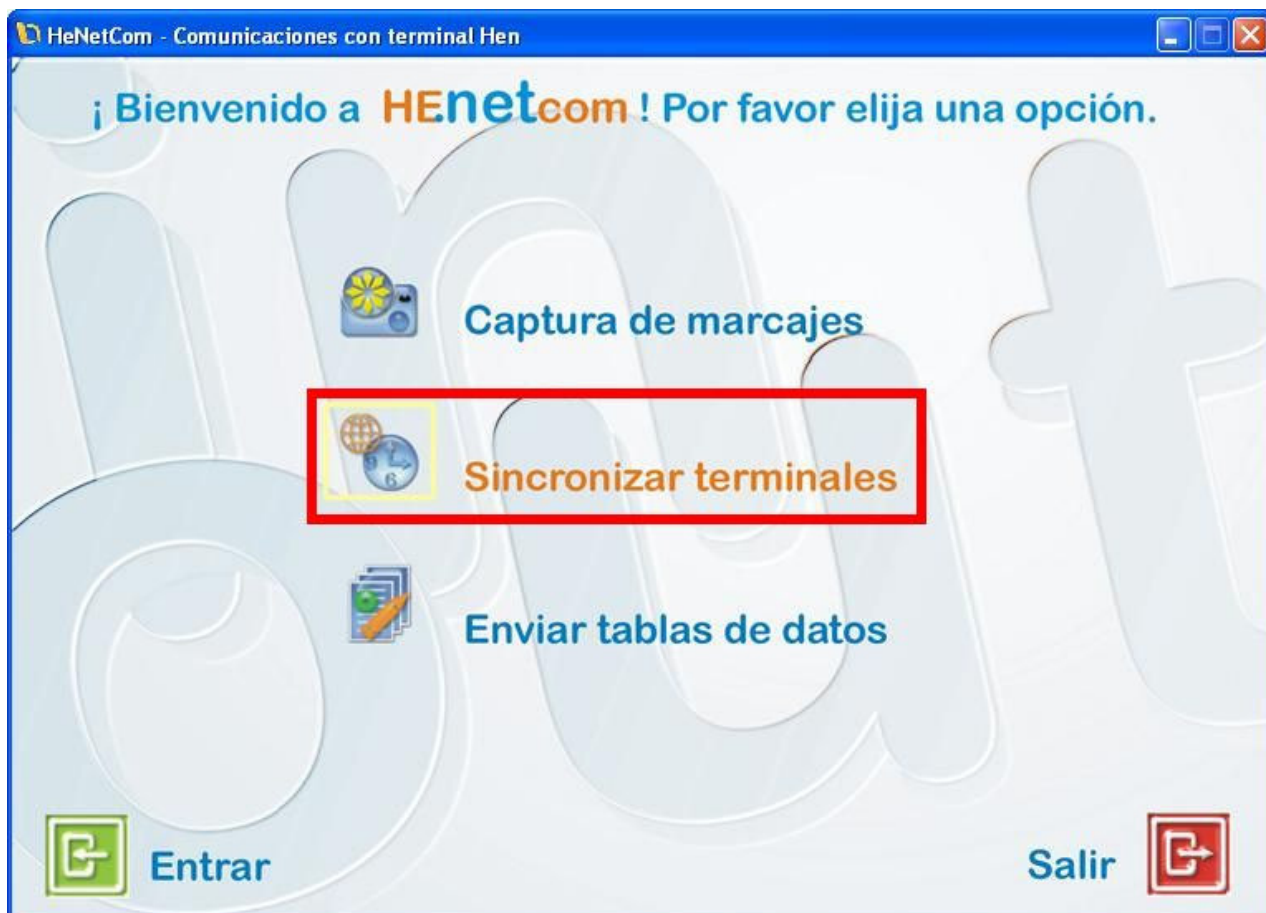 HeNetCom - Comunicaciones con terminal Hen
¡ Bienvenido a HEnetcom ! Por favor elija una opción.
Captura de marcajes
Sincronizar terminales
Enviar tablas de datos
Entrar
Salir